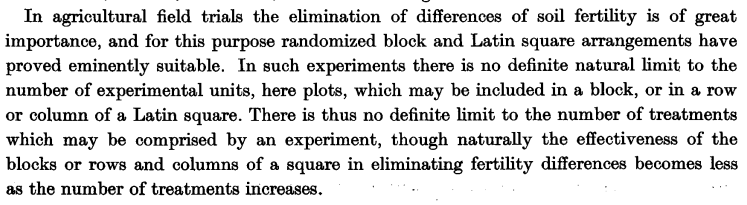 In agricultural field trials the elimination of differences of soil fertility is of great
importance, and for this purpose randomized block and Latin square arrangements have
proved eminently suitable. In such experiments there is no definite natural limit to the
number of experimental units, here plots, which may be included in a block, or in a row
or column of a Latin square. There is thus no definite limit to the number of treatments
which may be comprised by an experiment, though naturally the effectiveness of the
blocks or rows and columns of a square in eliminating fertility differences becomes less
as the number of treatments increases.